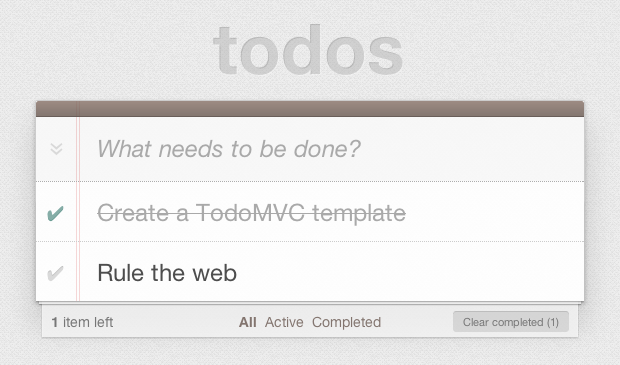 todos
What needs to be done?
Create a TodoMVC template
Rule the web
1 item left All Active Completed Clear completed (1)